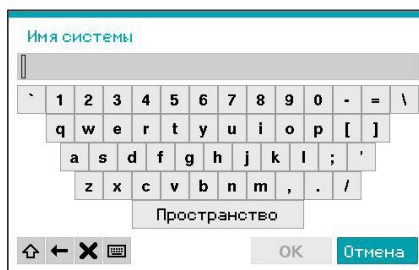 Имя системы
` 1 2 3 4 5 6 7 8 9 0 - = \
q w e r t y u i o p [ ]
a s d f g h j k l ; '
z x c v b n m , . /
Пространство
OK Отмена